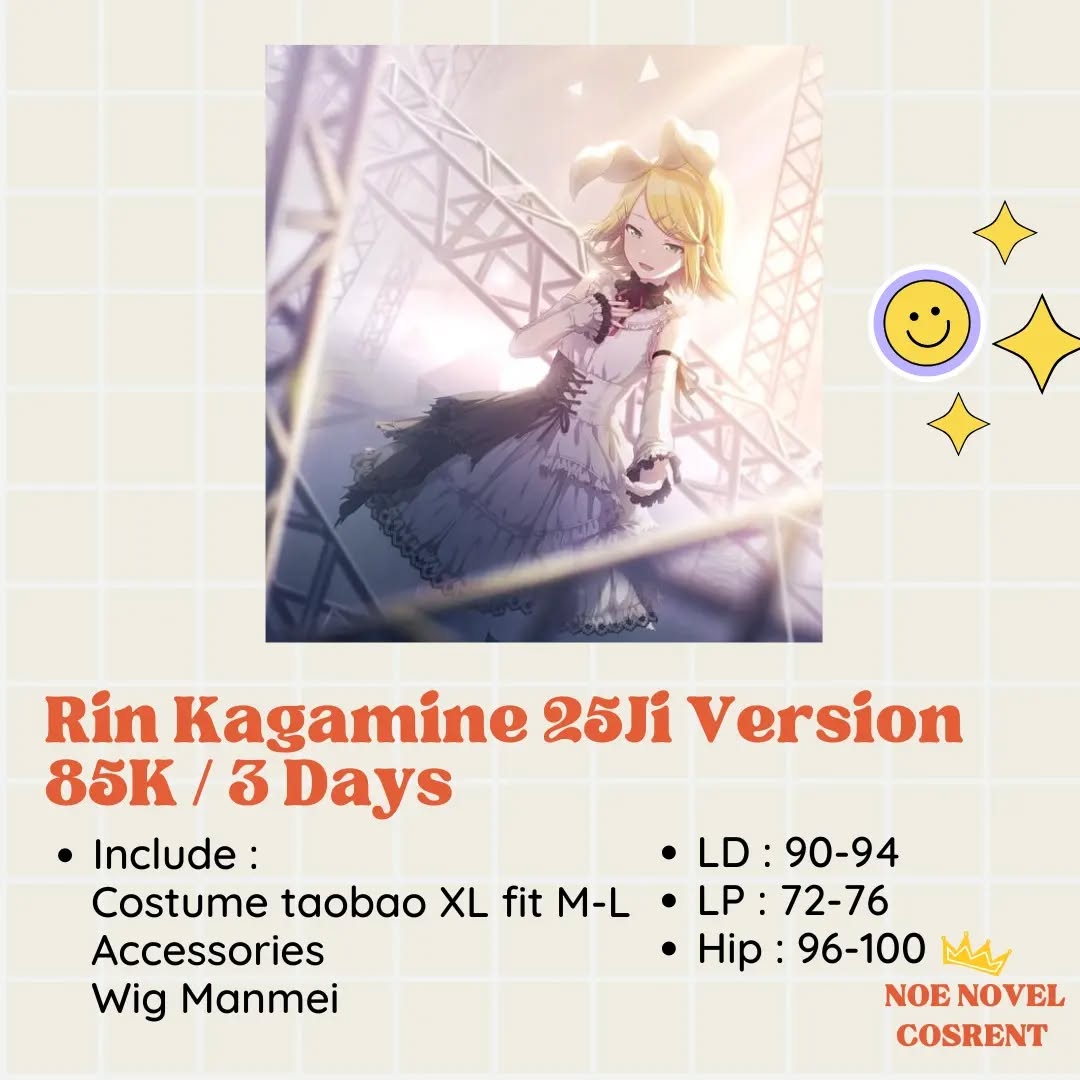 Rin Kagamine 25Ji Version
85K / 3 Days
• Include :
Costume taobao XL fit M-L
Accessories
Wig Manmei
• LD : 90-94
• LP : 72-76
• Hip : 96-100
NOE NOVEL
COSRENT